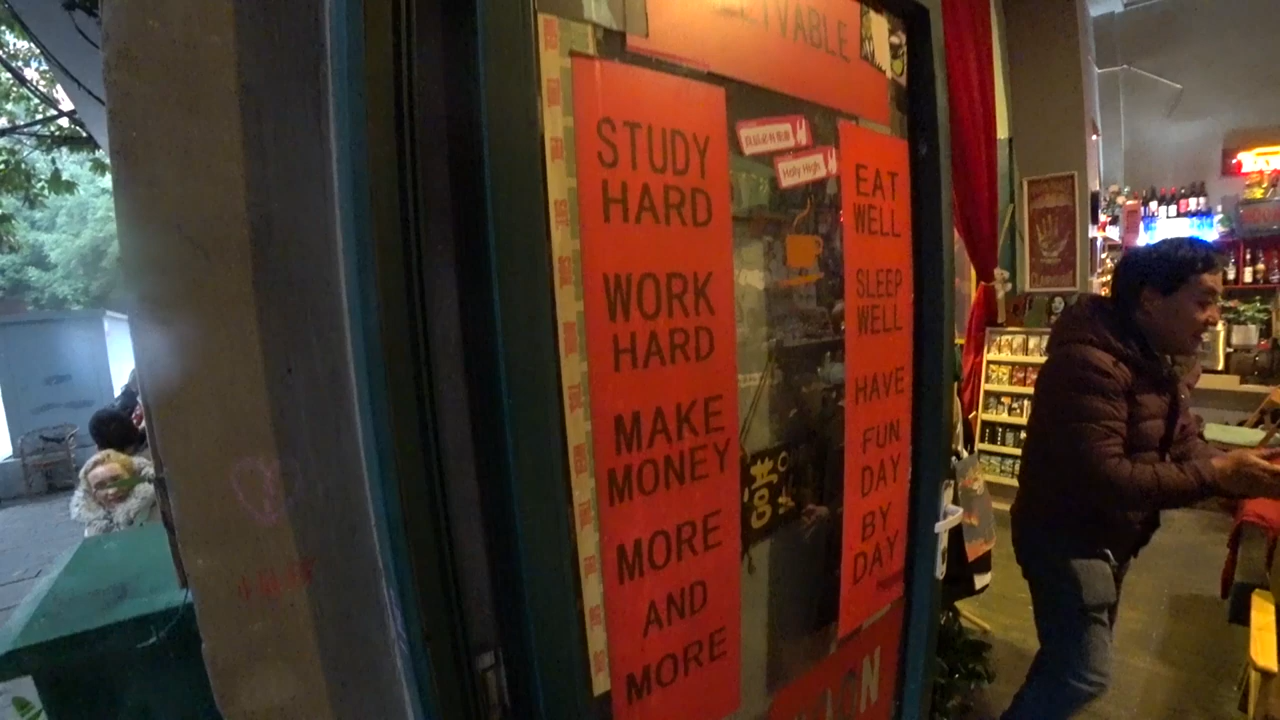 STUDY
HARD
WORK
HARD
MAKE
MONEY
MORE
AND
MORE
Holy High
EAT
WELL
SLEEP
WELL
HAVE
FUN
DAY
BY
DAY